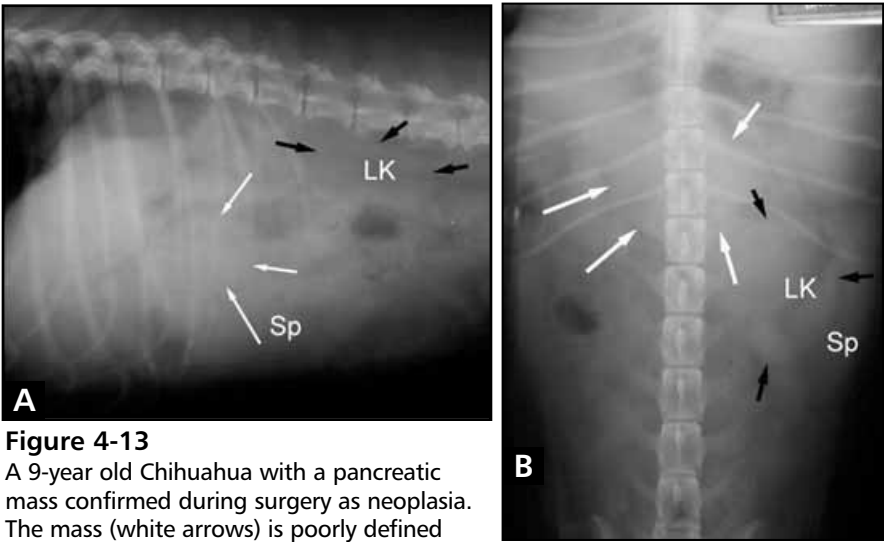 LK
Sp
A
LK
Sp
B
Figure 4-13
A 9-year old Chihuahua with a pancreatic
mass confirmed during surgery as neoplasia.
The mass (white arrows) is poorly defined